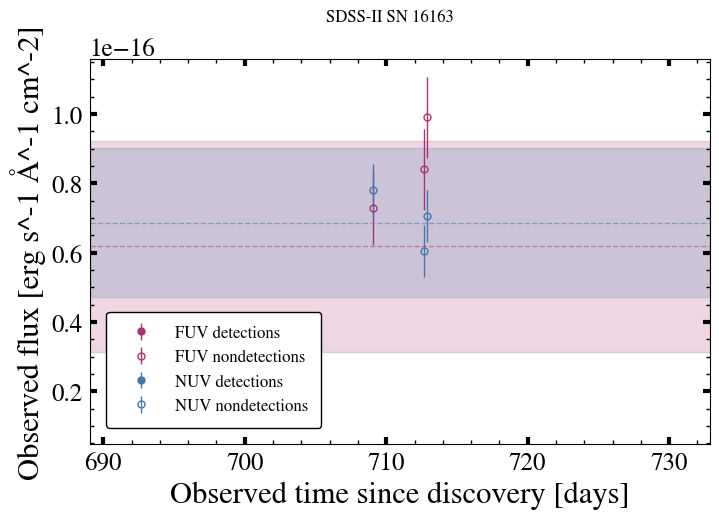 SDSS-II SN 16163
1e−16
Observed flux [erg s^-1 Å^-1 cm^-2]
1.0
0.8
0.6
0.4
0.2
FUV detections
FUV nondetections
NUV detections
NUV nondetections
690 700 710 720 730
Observed time since discovery [days]